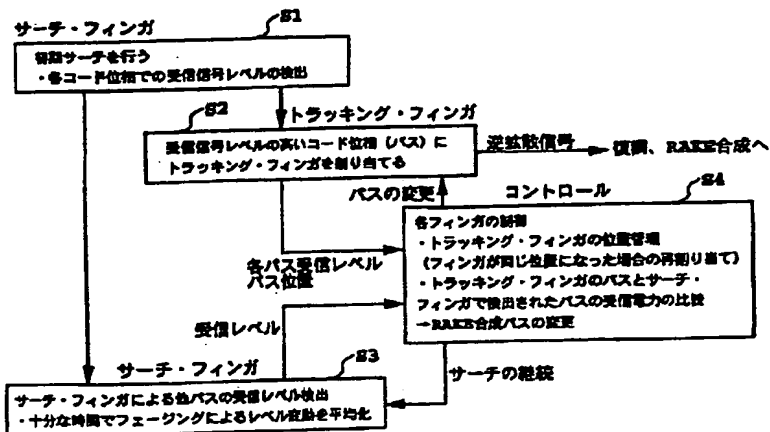 サーチ・フィンガ
S1
初期サーチを行う
・各コード位相での受信信号レベルの検出
S2
トラッキング・フィンガ
受信信号レベルの高いコード位相（パス）に
トラッキング・フィンガを割り当てる
逆拡散信号
復調、RAKE合成へ
パスの変更
コントロール
S4
各フィンガの制御
・トラッキング・フィンガの位置管理
（フィンガが同じ位置になった場合の再割り当て）
・トラッキング・フィンガのパスとサーチ・
フィンガで検出されたパスの受信電力の比較
→RAKE合成パスの変更
各パス受信レベル
パス位置
受信レベル
サーチ・フィンガ
S3
サーチの継続
サーチ・フィンガによる他パスの受信レベル検出
・十分な時間でフェージングによるレベル変動を平均化